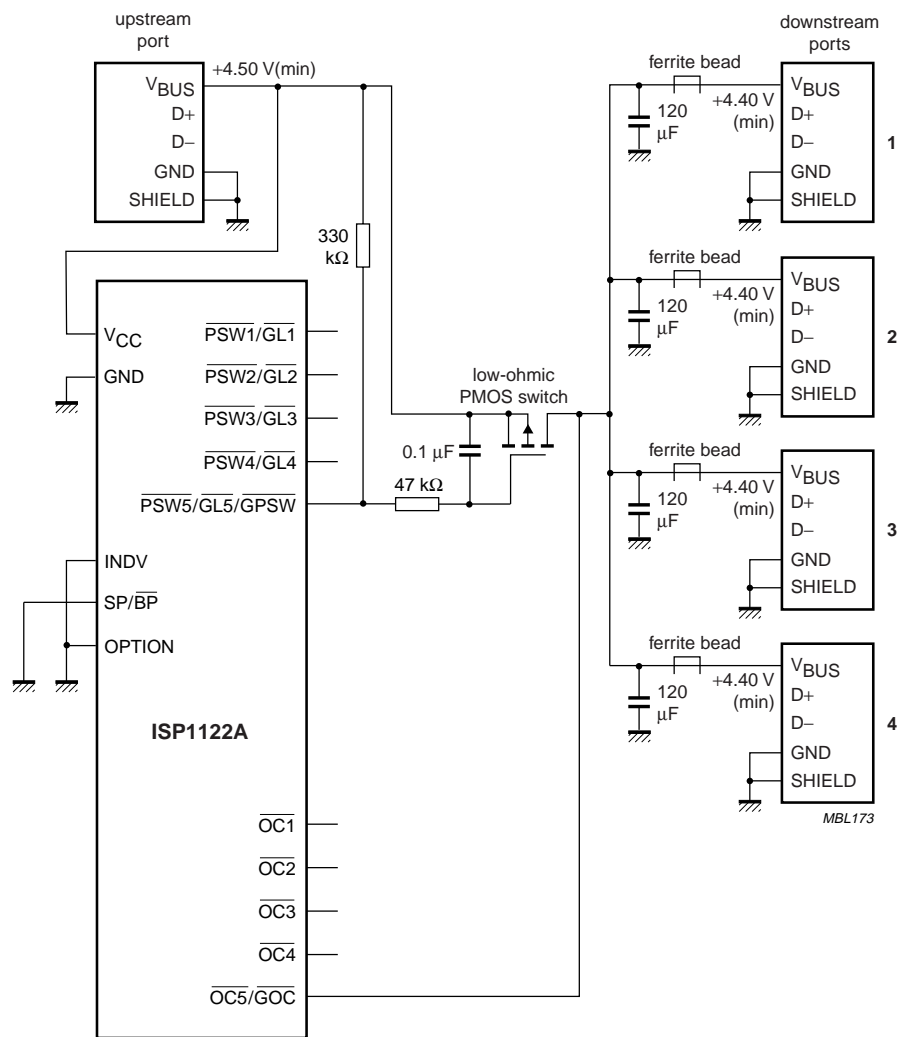 upstream
port
+4.50 V(min)
VBUS
D+
D−
GND
SHIELD
330
kΩ
VCC
GND
PSW1/GL1
PSW2/GL2
PSW3/GL3
PSW4/GL4
PSW5/GL5/GPSW
INDV
SP/BP
OPTION
ISP1122A
OC1
OC2
OC3
OC4
OC5/GOC
47 kΩ
0.1 μF
low-ohmic
PMOS switch
downstream
ports
ferrite bead
120
μF
+4.40 V
(min)
VBUS
D+
D−
GND
SHIELD
1
ferrite bead
120
μF
+4.40 V
(min)
VBUS
D+
D−
GND
SHIELD
2
ferrite bead
120
μF
+4.40 V
(min)
VBUS
D+
D−
GND
SHIELD
3
ferrite bead
120
μF
+4.40 V
(min)
VBUS
D+
D−
GND
SHIELD
4
MBL173